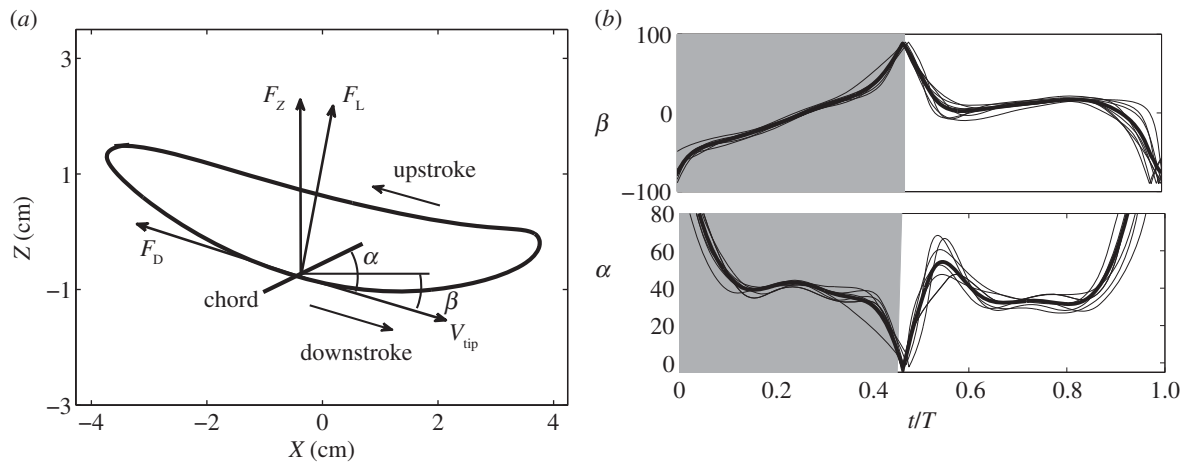 (a)
3
1
−1
−3
Z (cm)
−4
−2
0
2
4
X (cm)
F_Z
F_L
upstroke
F_D
α
chord
β
V_tip
downstroke
(b)
100
0
−100
β
80
60
40
20
0
α
0
0.2
0.4
0.6
0.8
1.0
t/T